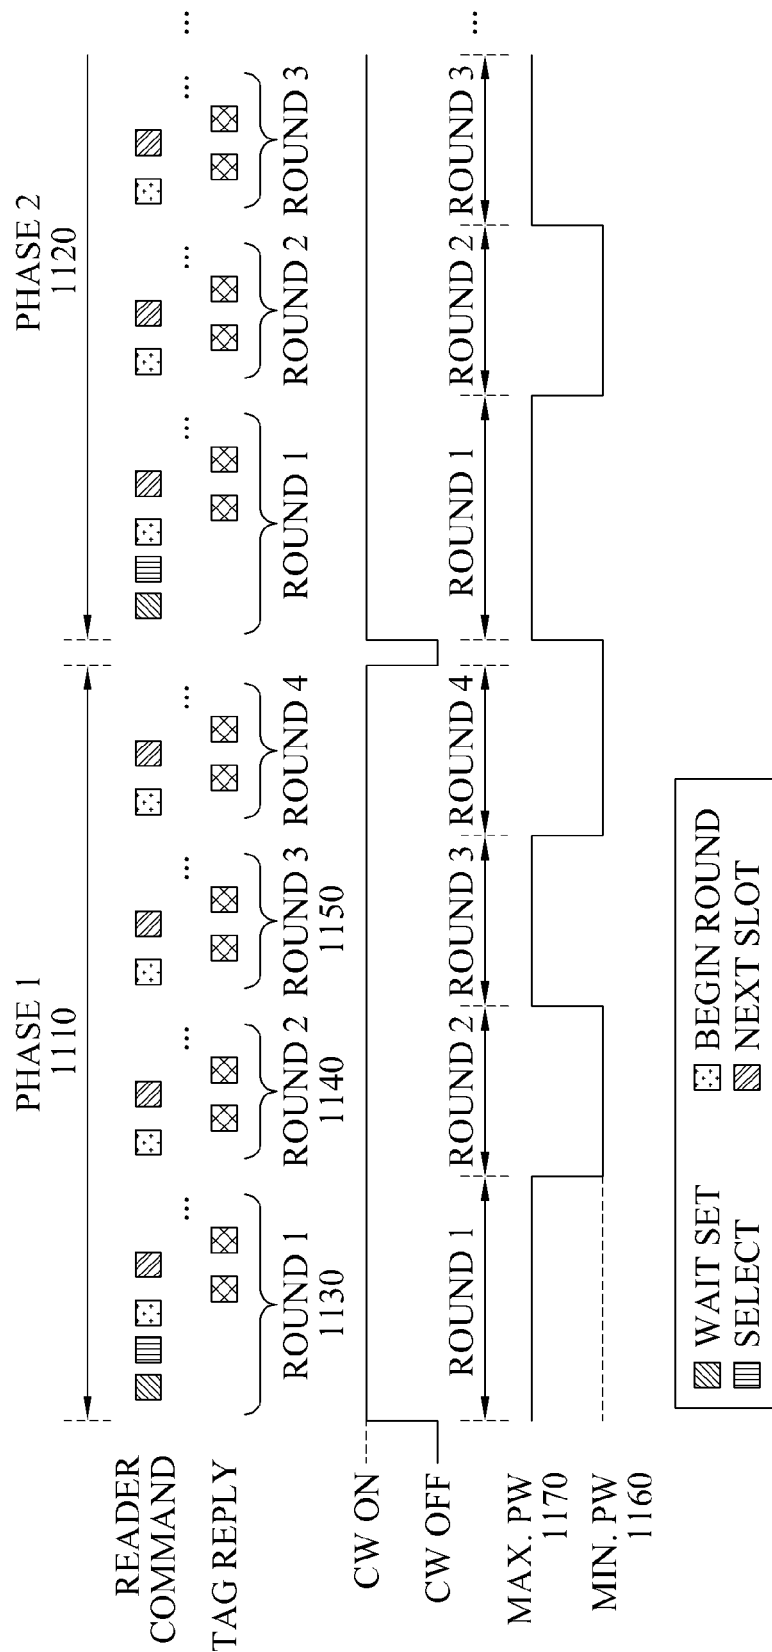 PHASE 1
1110
PHASE 2
1120
READER
COMMAND
TAG REPLY
...
...
...
...
...
...
...
...
...
ROUND 1
1130
ROUND 2
1140
ROUND 3
1150
ROUND 4
ROUND 1
ROUND 2
ROUND 3
CW ON
CW OFF
ROUND 1
ROUND 2
ROUND 3
ROUND 4
ROUND 1
ROUND 2
ROUND 3
...
MAX. PW
1170
MIN. PW
1160
WAIT SET
BEGIN ROUND
SELECT
NEXT SLOT